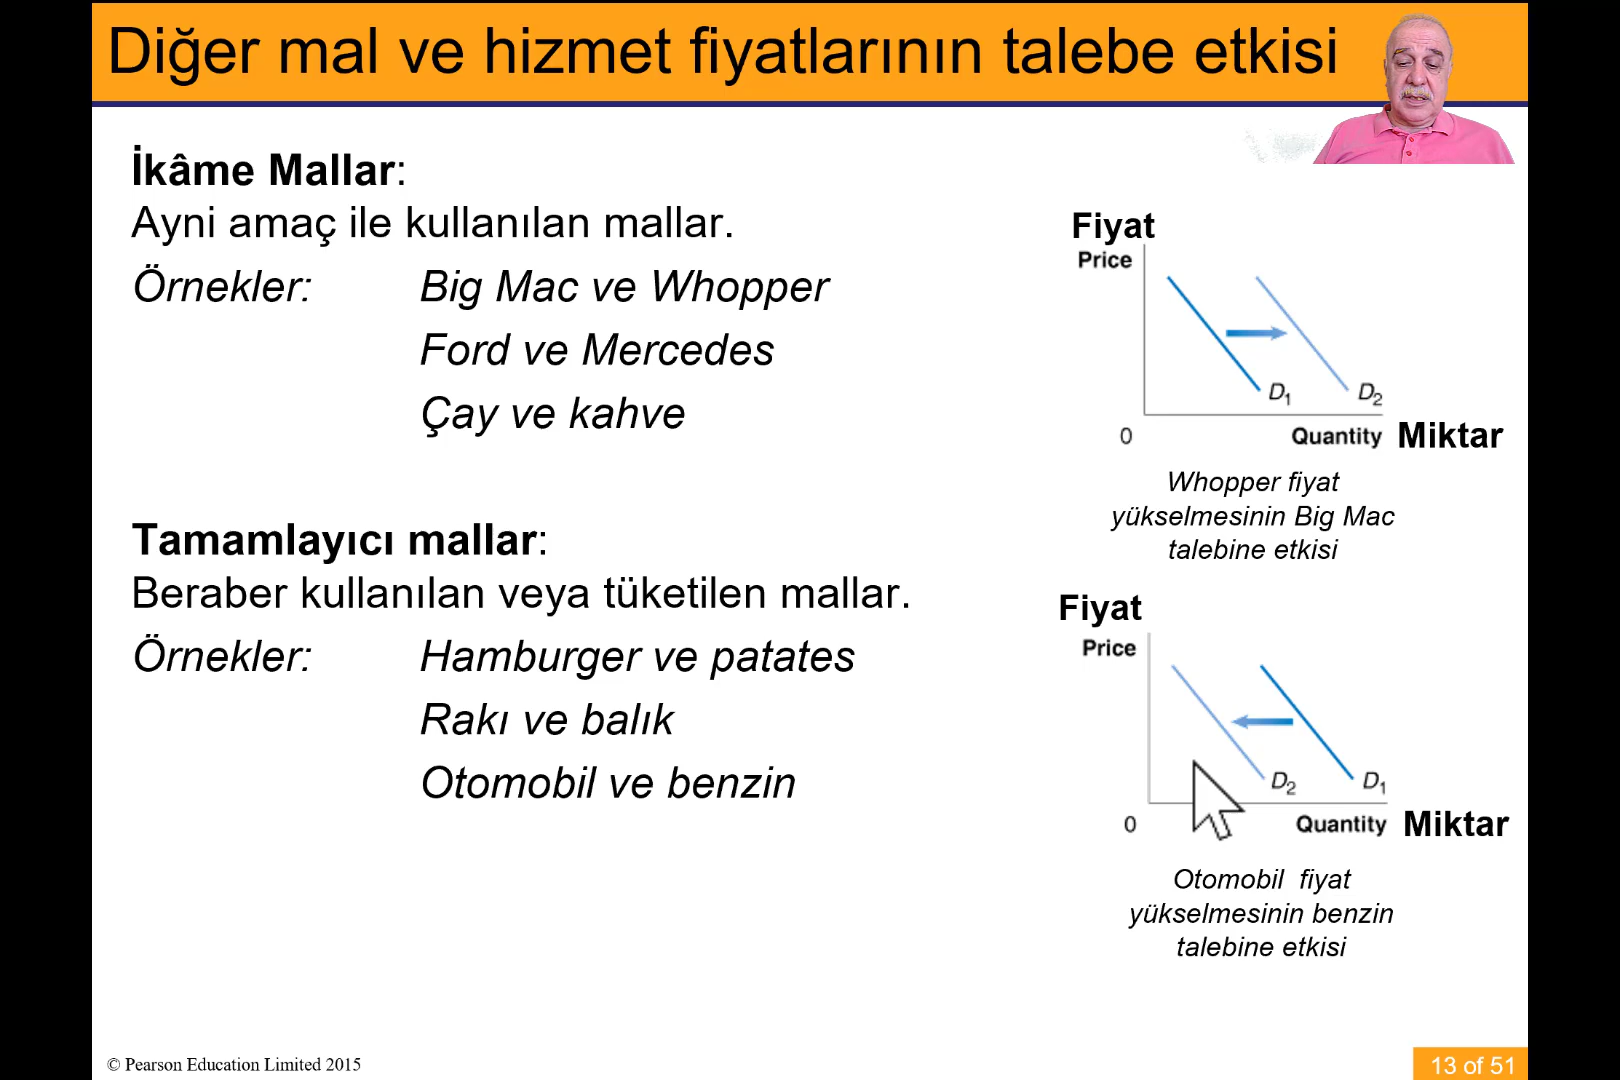 Diğer mal ve hizmet fiyatlarının talebe etkisi
İkâme Mallar:
Ayni amaç ile kullanılan mallar.
Örnekler: Big Mac ve Whopper
Ford ve Mercedes
Çay ve kahve
Tamamlayıcı mallar:
Beraber kullanılan veya tüketilen mallar.
Örnekler: Hamburger ve patates
Rakı ve balık
Otomobil ve benzin
Fiyat
Price
D1 D2
0 Quantity Miktar
Whopper fiyat
yükselmesinin Big Mac
talebine etkisi
Fiyat
Price
D2 D1
0 Quantity Miktar
Otomobil fiyat
yükselmesinin benzin
talebine etkisi
© Pearson Education Limited 2015
13 of 51